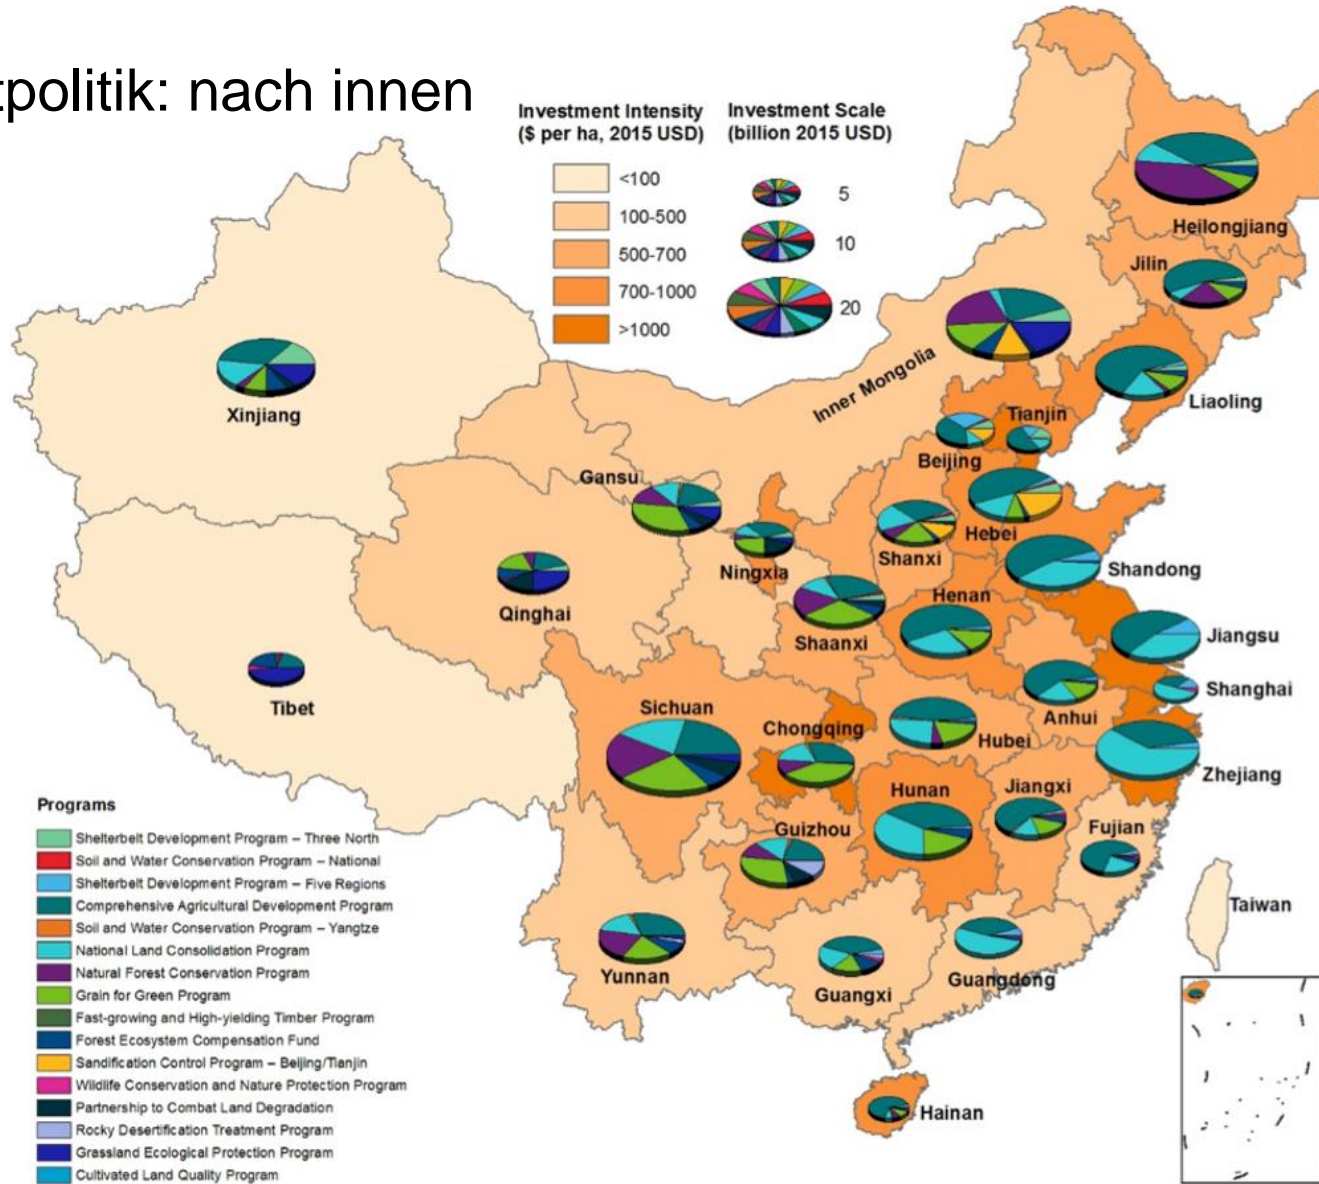 tpolitik: nach innen
Investment Intensity
($ per ha, 2015 USD)
<100
100-500
500-700
700-1000
>1000
Investment Scale
(billion 2015 USD)
5
10
20
Heilongjiang
Jilin
Inner Mongolia
Liaoling
Xinjiang
Tianjin
Beijing
Gansu
Hebei
Shanxi
Ningxia
Shandong
Qinghai
Henan
Shaanxi
Jiangsu
Shanghai
Tibet
Sichuan
Chongqing
Anhui
Hubei
Zhejiang
Hunan
Jiangxi
Guizhou
Fujian
Taiwan
Yunnan
Guangxi
Guangdong
Hainan
Programs
Shelterbelt Development Program – Three North
Soil and Water Conservation Program – National
Shelterbelt Development Program – Five Regions
Comprehensive Agricultural Development Program
Soil and Water Conservation Program – Yangtze
National Land Consolidation Program
Natural Forest Conservation Program
Grain for Green Program
Fast-growing and High-yielding Timber Program
Forest Ecosystem Compensation Fund
Sandification Control Program – Beijing/Tianjin
Wildlife Conservation and Nature Protection Program
Partnership to Combat Land Degradation
Rocky Desertification Treatment Program
Grassland Ecological Protection Program
Cultivated Land Quality Program